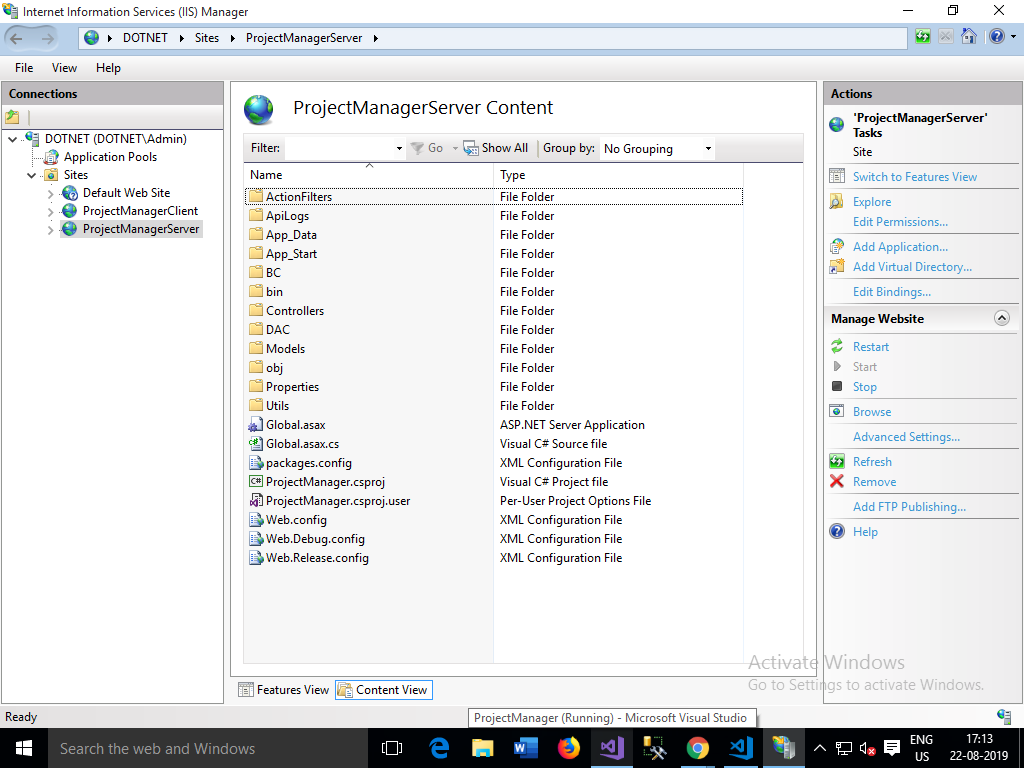 Internet Information Services (IIS) Manager
DOTNET Sites ProjectManagerServer
File View Help
Connections
DOTNET (DOTNET\Admin)
Application Pools
Sites
Default Web Site
ProjectManagerClient
ProjectManagerServer
ProjectManagerServer Content
Filter: Go Show All Group by: No Grouping
Name Type
ActionFilters File Folder
ApiLogs File Folder
App_Data File Folder
App_Start File Folder
BC File Folder
bin File Folder
Controllers File Folder
DAC File Folder
Models File Folder
obj File Folder
Properties File Folder
Utils File Folder
Global.asax ASP.NET Server Application
Global.asax.cs Visual C# Source file
packages.config XML Configuration File
ProjectManager.csproj Visual C# Project file
ProjectManager.csproj.user Per-User Project Options File
Web.config XML Configuration File
Web.Debug.config XML Configuration File
Web.Release.config XML Configuration File
Features View Content View
Actions
'ProjectManagerServer'
Tasks
Site
Switch to Features View
Explore
Edit Permissions...
Add Application...
Add Virtual Directory...
Edit Bindings...
Manage Website
Restart
Start
Stop
Browse
Advanced Settings...
Refresh
Remove
Add FTP Publishing...
Help
Activate Windows
Go to Settings to activate Windows.
Ready
ProjectManager (Running) - Microsoft Visual Studio
Search the web and Windows
ENG
US
17:13
22-08-2019